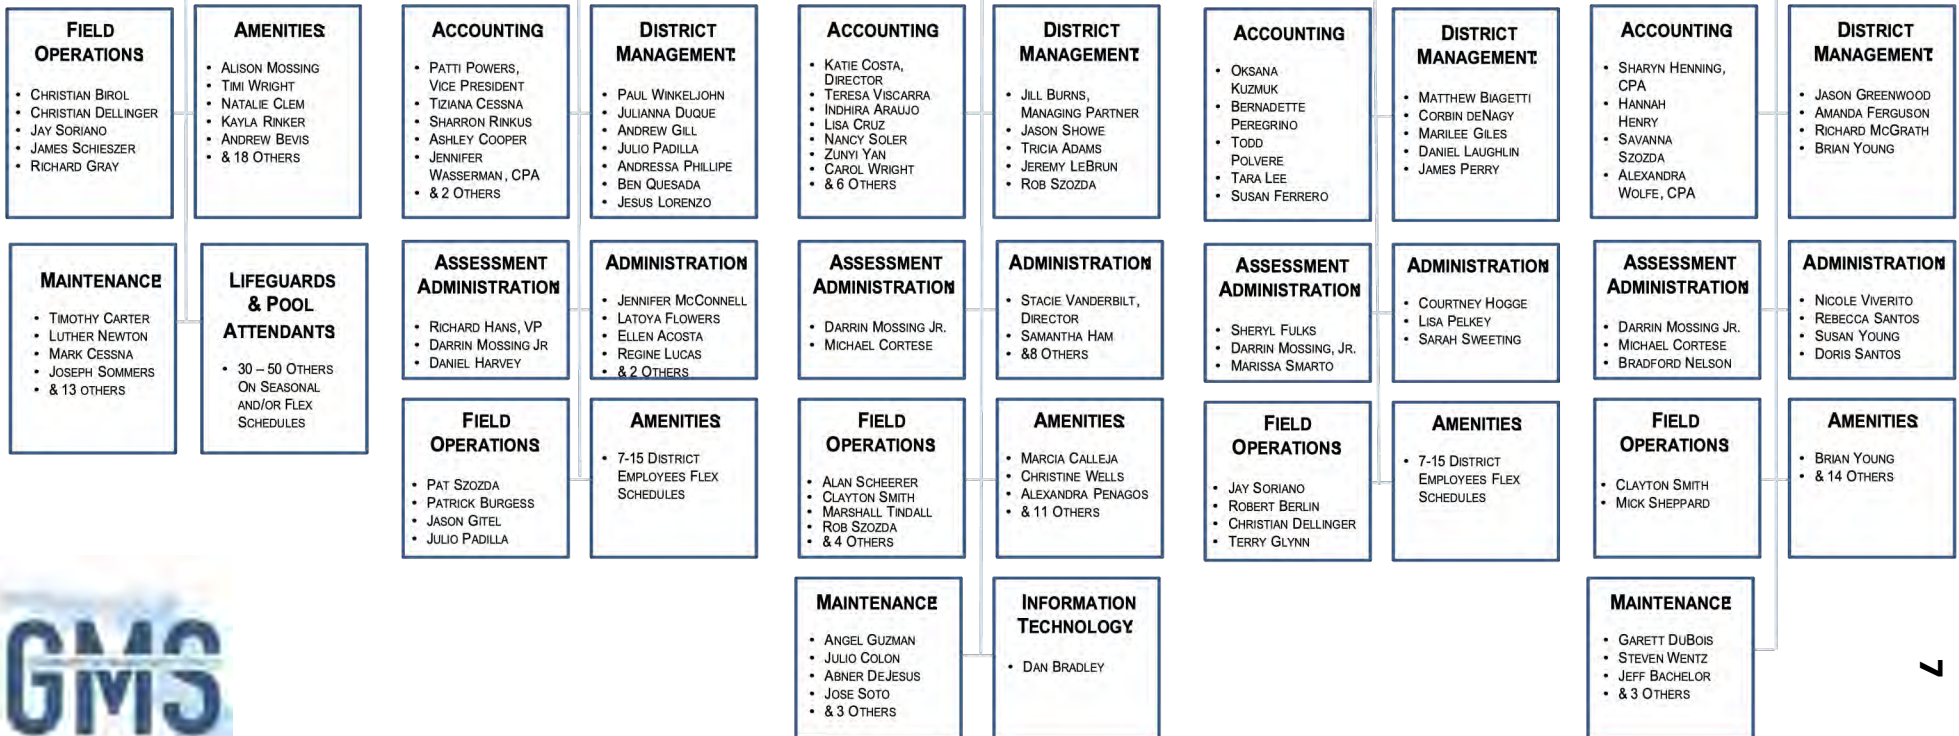 FIELD
OPERATIONS
• CHRISTIAN BIROL
• CHRISTIAN DELLINGER
• JAY SORIANO
• JAMES SCHIESZER
• RICHARD GRAY
AMENITIES
• ALISON MOSSING
• TIMI WRIGHT
• NATALIE CLEM
• KAYLA RINKER
• ANDREW BEVIS
• & 18 OTHERS
MAINTENANCE
• TIMOTHY CARTER
• LUTHER NEWTON
• MARK CESSNA
• JOSEPH SOMMERS
• & 13 OTHERS
LIFEGUARDS
& POOL
ATTENDANTS
• 30 – 50 OTHERS
ON SEASONAL
AND/OR FLEX
SCHEDULES
ACCOUNTING
• PATTI POWERS,
VICE PRESIDENT
• TIZIANA CESSNA
• SHARRON RINKUS
• ASHLEY COOPER
• JENNIFER
WASSERMAN, CPA
• & 2 OTHERS
DISTRICT
MANAGEMENT
• PAUL WINKELJOHN
• JULIANNA DUQUE
• ANDREW GILL
• JULIO PADILLA
• ANDRESSA PHILLIPE
• BEN QUESADA
• JESUS LORENZO
ASSESSMENT
ADMINISTRATION
• RICHARD HANS, VP
• DARRIN MOSSING JR
• DANIEL HARVEY
ADMINISTRATION
• JENNIFER MCCONNELL
• LATOYA FLOWERS
• ELLEN ACOSTA
• REGINE LUCAS
• & 2 OTHERS
FIELD
OPERATIONS
• PAT SZOZDA
• PATRICK BURGESS
• JASON GITEL
• JULIO PADILLA
AMENITIES
• 7-15 DISTRICT
EMPLOYEES FLEX
SCHEDULES
ACCOUNTING
• KATIE COSTA,
DIRECTOR
• TERESA VISCARRA
• INDHIRA ARAUJO
• LISA CRUZ
• NANCY SOLER
• ZUNYI YAN
• CAROL WRIGHT
• & 6 OTHERS
DISTRICT
MANAGEMENT
• JILL BURNS,
MANAGING PARTNER
• JASON SHOWE
• TRICIA ADAMS
• JEREMY LEBRUN
• ROB SZOZDA
ASSESSMENT
ADMINISTRATION
• DARRIN MOSSING JR.
• MICHAEL CORTESE
ADMINISTRATION
• STACIE VANDERBILT,
DIRECTOR
• SAMANTHA HAM
• &8 OTHERS
FIELD
OPERATIONS
• ALAN SCHEERER
• CLAYTON SMITH
• MARSHALL TINDALL
• ROB SZOZDA
• & 4 OTHERS
AMENITIES
• MARCIA CALLEJA
• CHRISTINE WELLS
• ALEXANDRA PENAGOS
• & 11 OTHERS
MAINTENANCE
• ANGEL GUZMAN
• JULIO COLON
• ABNER DEJESUS
• JOSE SOTO
• & 3 OTHERS
INFORMATION
TECHNOLOGY
• DAN BRADLEY
ACCOUNTING
• OKSANA
KUZMUK
• BERNADETTE
PEREGRINO
• TODD
POLVERE
• TARA LEE
• SUSAN FERRERO
DISTRICT
MANAGEMENT
• MATTHEW BIAGETTI
• CORBIN DENAGY
• MARILEE GILES
• DANIEL LAUGHLIN
• JAMES PERRY
ASSESSMENT
ADMINISTRATION
• SHERYL FULKS
• DARRIN MOSSING, JR.
• MARISSA SMARTO
ADMINISTRATION
• COURTNEY HOGGE
• LISA PELKEY
• SARAH SWEETING
FIELD
OPERATIONS
• JAY SORIANO
• ROBERT BERLIN
• CHRISTIAN DELLINGER
• TERRY GLYNN
AMENITIES
• 7-15 DISTRICT
EMPLOYEES FLEX
SCHEDULES
ACCOUNTING
• SHARYN HENNING,
CPA
• HANNAH
HENRY
• SAVANNA
SZOZDA
• ALEXANDRA
WOLFE, CPA
DISTRICT
MANAGEMENT
• JASON GREENWOOD
• AMANDA FERGUSON
• RICHARD MCGRATH
• BRIAN YOUNG
ASSESSMENT
ADMINISTRATION
• DARRIN MOSSING JR.
• MICHAEL CORTESE
• BRADFORD NELSON
ADMINISTRATION
• NICOLE VIVERITO
• REBECCA SANTOS
• SUSAN YOUNG
• DORIS SANTOS
FIELD
OPERATIONS
• CLAYTON SMITH
• MICK SHEPPARD
AMENITIES
• BRIAN YOUNG
• & 14 OTHERS
MAINTENANCE
• GARETT DUBOIS
• STEVEN WENTZ
• JEFF BACHELOR
• & 3 OTHERS
GMS
7